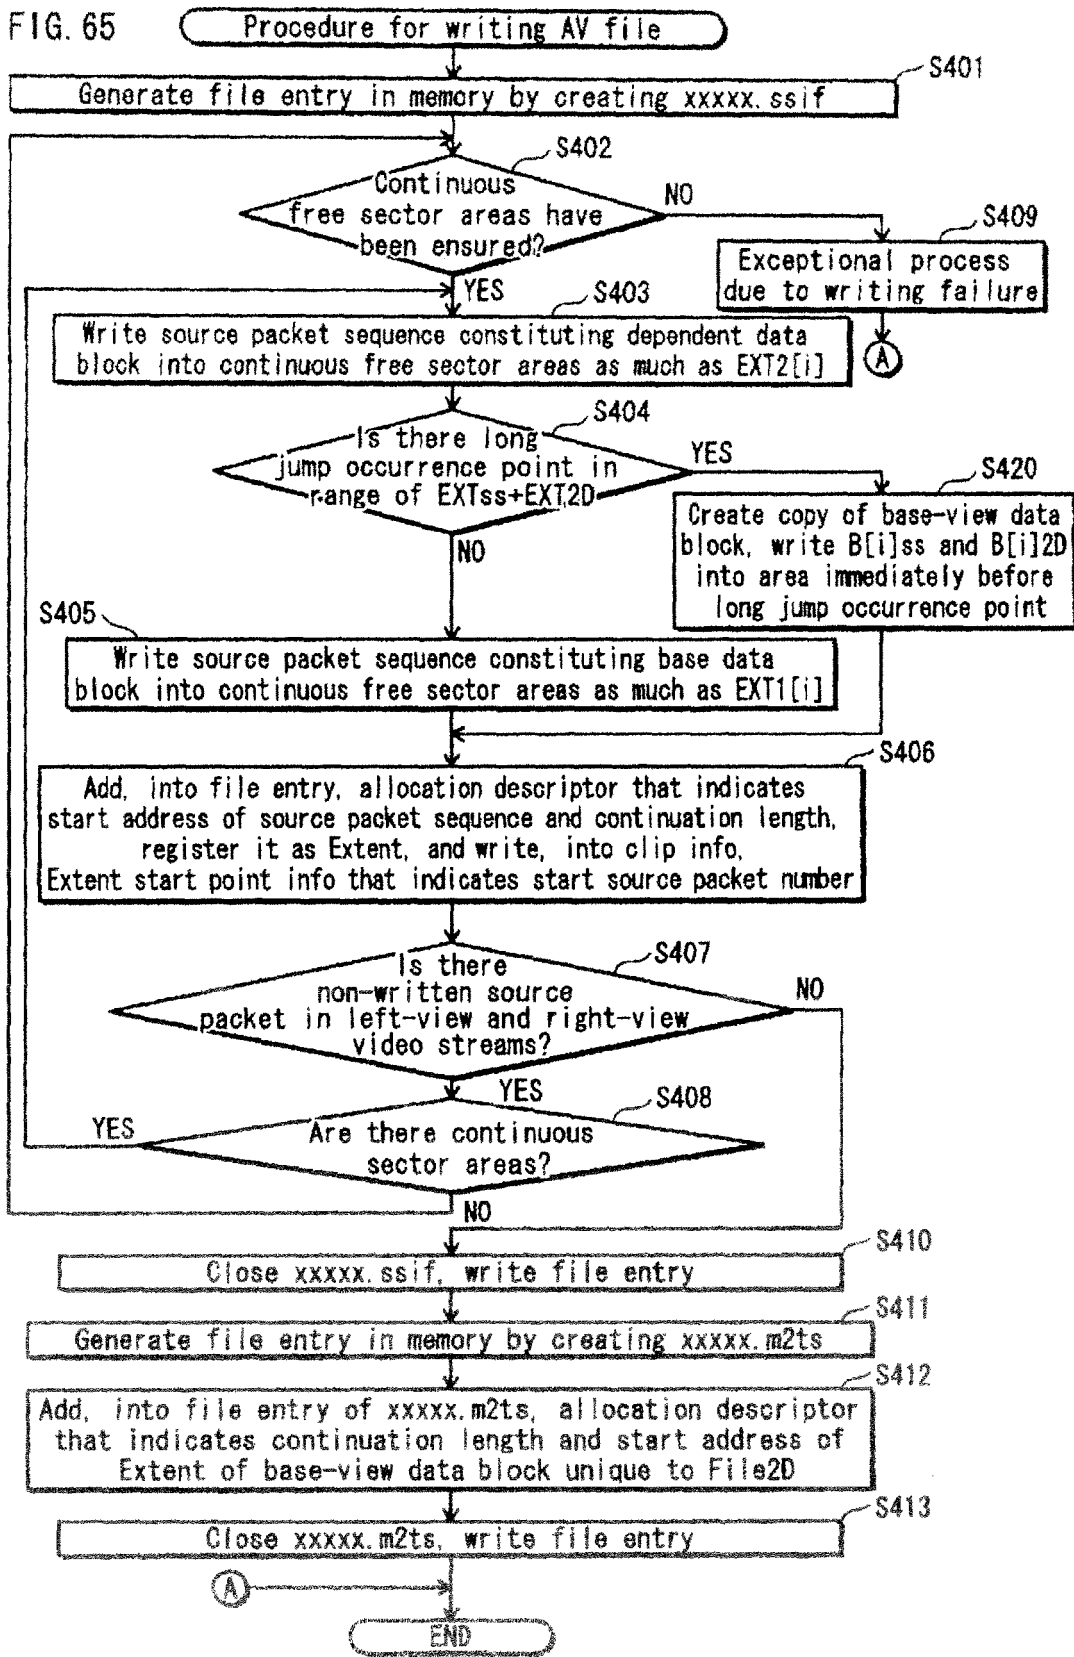 FIG. 65
Procedure for writing AV file
S401
Generate file entry in memory by creating xxxxx.ssif
S402
Continuous
free sector areas have
been ensured?
NO
YES
S409
Exceptional process
due to writing failure
A
S403
Write source packet sequence constituting dependent data
block into continuous free sector areas as much as EXT2[i]
S404
Is there long
jump occurrence point in
range of EXTss+EXT2D
YES
NO
S420
Create copy of base-view data
block, write B[i]ss and B[i]2D
into area immediately before
long jump occurrence point
S405
Write source packet sequence constituting base data
block into continuous free sector areas as much as EXT1[i]
S406
Add, into file entry, allocation descriptor that indicates
start address of source packet sequence and continuation length,
register it as Extent, and write, into clip info,
Extent start point info that indicates start source packet number
S407
Is there
non-written source
packet in left-view and right-view
video streams?
NO
YES
S408
YES
Are there continuous
sector areas?
NO
S410
Close xxxxx.ssif, write file entry
S411
Generate file entry in memory by creating xxxxx.m2ts
S412
Add, into file entry of xxxxx.m2ts, allocation descriptor
that indicates continuation length and start address of
Extent of base-view data block unique to File2D
S413
Close xxxxx.m2ts, write file entry
A
END